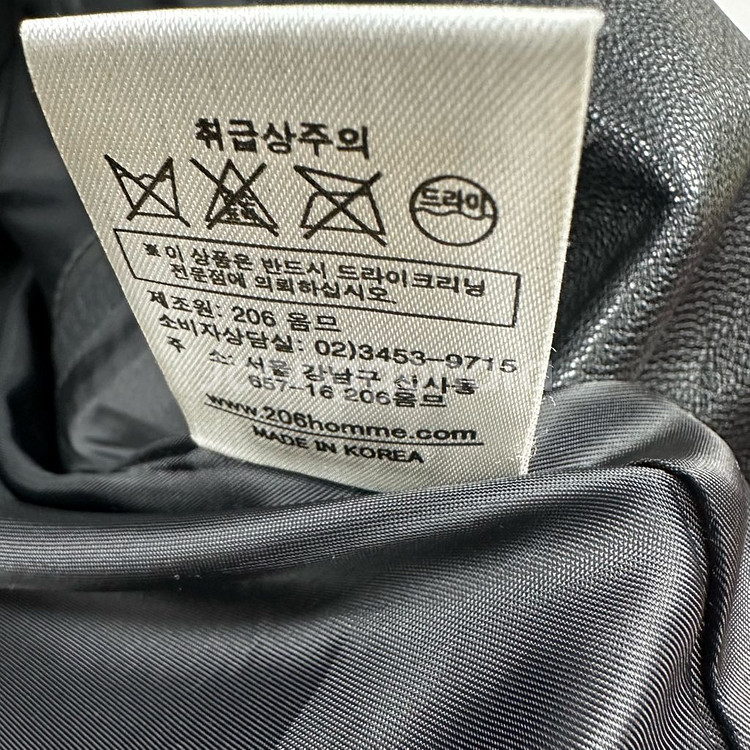 취급상주의
드라이
※이 상품은 반드시 드라이크리닝
전문점에 의뢰하십시오.
제조원: 206 옴므
소비자상담실: 02)3453-9715
주 소: 서울 강남구 신사동
657-16 206옴므
www.206homme.com
MADE IN KOREA